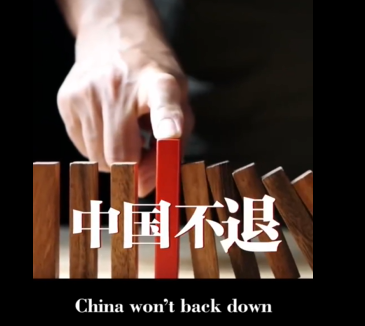 中国不退
China won't back down